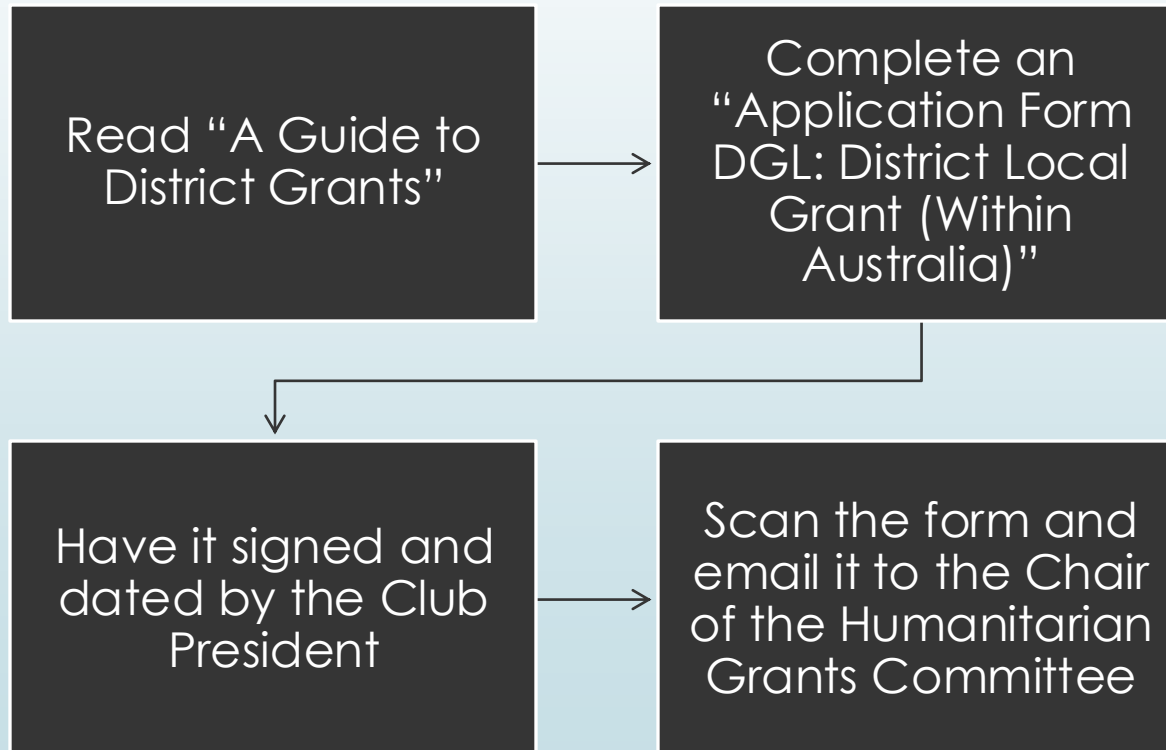 Read “A Guide to
District Grants”
Complete an
“Application Form
DGL: District Local
Grant (Within
Australia)”
Have it signed and
dated by the Club
President
Scan the form and
email it to the Chair
of the Humanitarian
Grants Committee